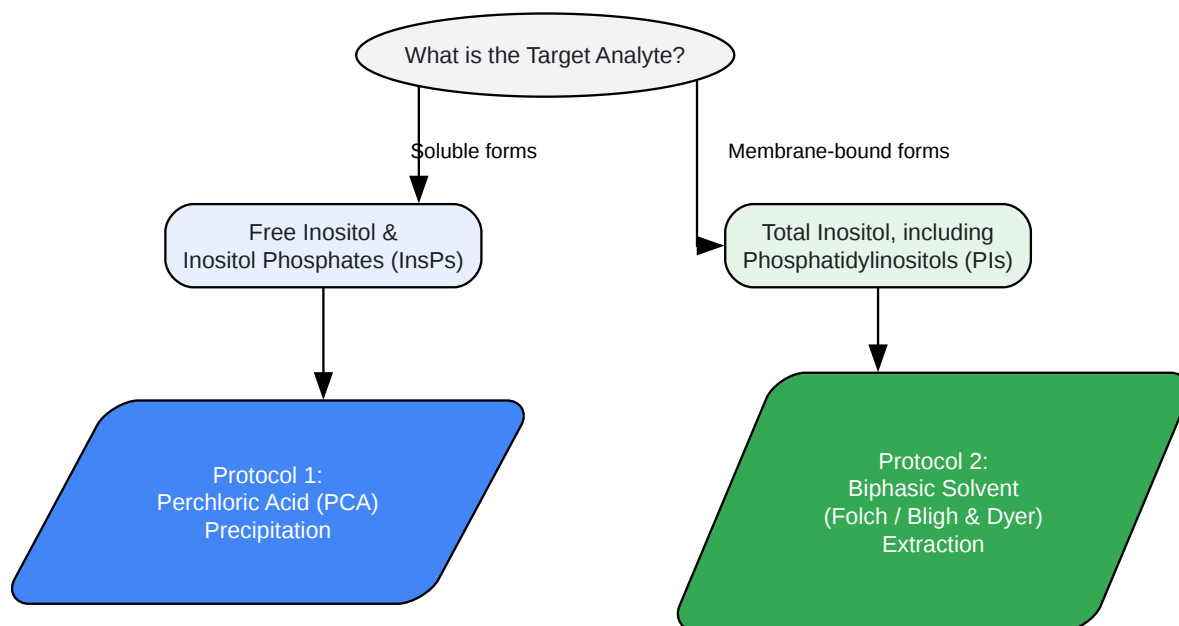 What is the Target Analyte?
Soluble forms
Membrane-bound forms
Free Inositol &
Inositol Phosphates (InsPs)
Total Inositol, including
Phosphatidylinositols (PIs)
Protocol 1:
Perchloric Acid (PCA)
Precipitation
Protocol 2:
Biphasic Solvent
(Folch / Bligh & Dyer)
Extraction